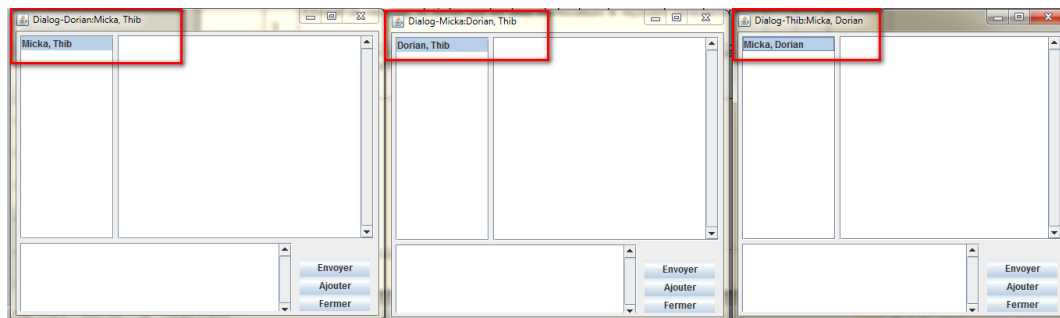 Dialog-Dorian:Micka, Thib
Micka, Thib
Envoyer
Ajouter
Fermer
Dialog-Micka:Dorian, Thib
Dorian, Thib
Envoyer
Ajouter
Fermer
Dialog-Thib:Micka, Dorian
Micka, Dorian
Envoyer
Ajouter
Fermer